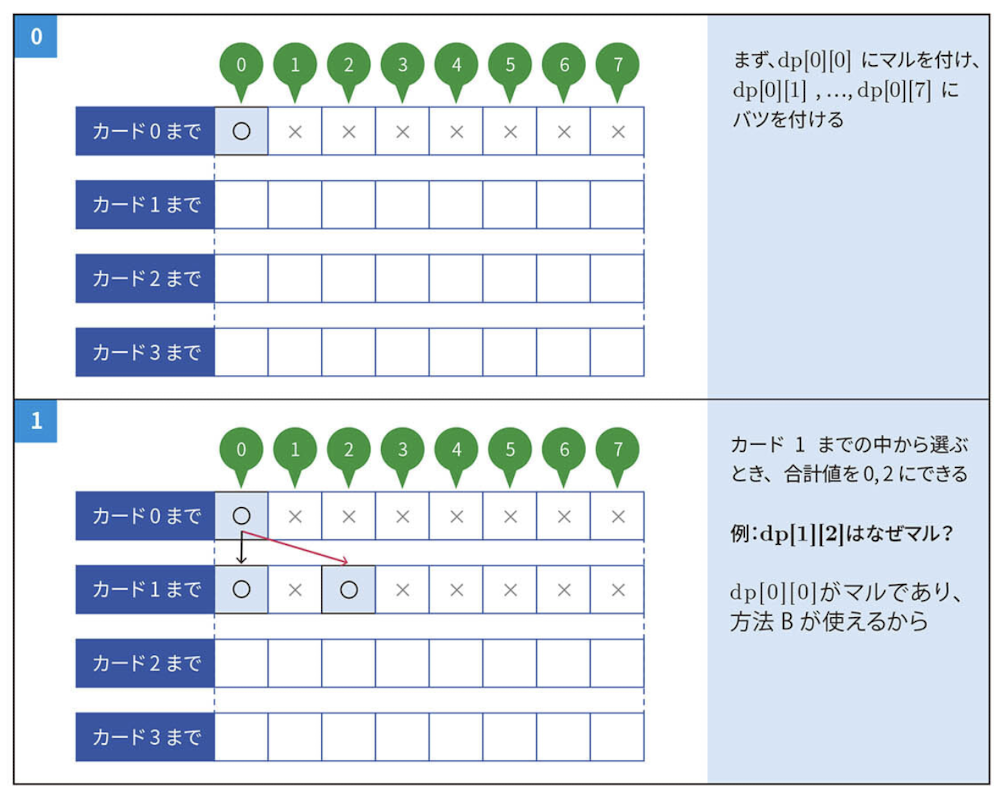 0
0 1 2 3 4 5 6 7
カード0まで ○ × × × × × × ×
カード1まで
カード2まで
カード3まで
まず、dp[0][0] にマルを付け、
dp[0][1] , …, dp[0][7] に
バツを付ける
1
0 1 2 3 4 5 6 7
カード0まで ○ × × × × × × ×
カード1まで ○ × ○ × × × × ×
カード2まで
カード3まで
カード 1 までの中から選ぶ
とき、合計値を0, 2にできる
例:dp[1][2]はなぜマル?
dp[0][0]がマルであり、
方法 B が使えるから